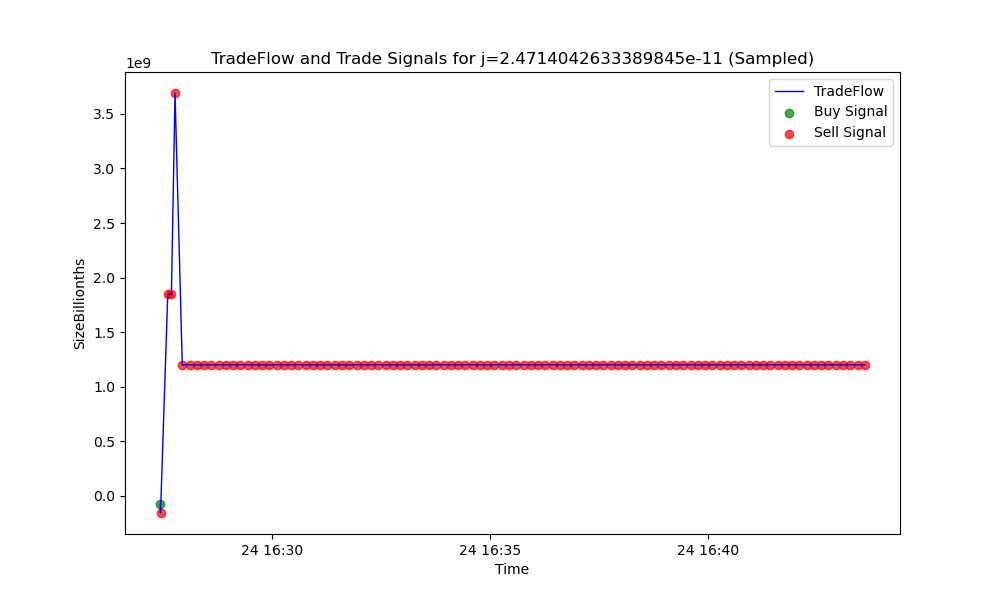 TradeFlow and Trade Signals for j=2.4714042633389845e-11 (Sampled)
1e9
TradeFlow
Buy Signal
Sell Signal
3.5
3.0
2.5
2.0
1.5
1.0
0.5
0.0
SizeBillionths
24 16:30
24 16:35
24 16:40
Time